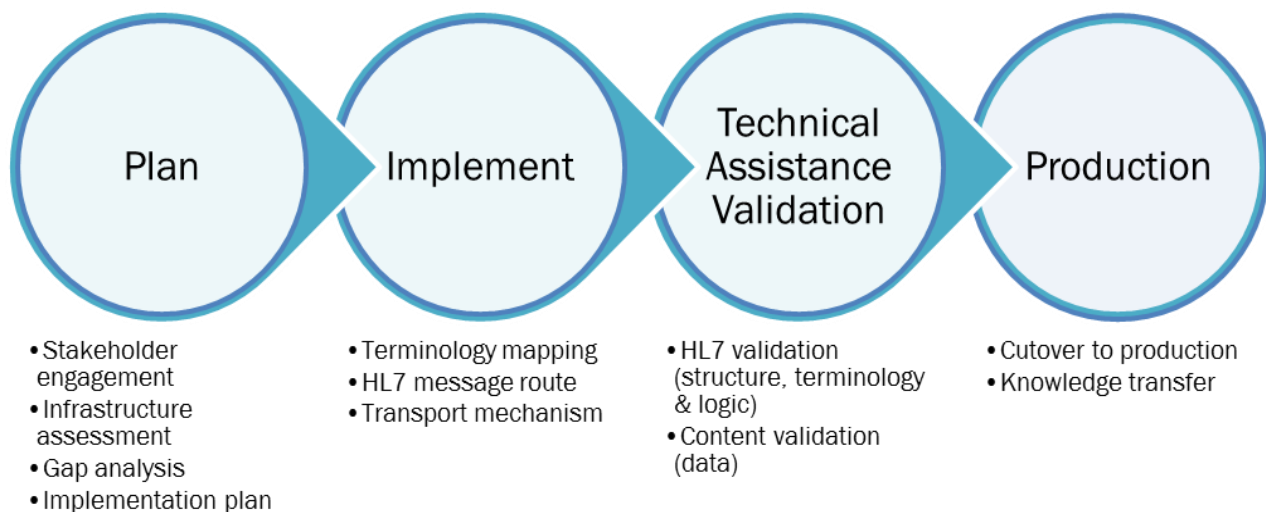 Plan
Implement
Technical
Assistance
Validation
Production
• Stakeholder
engagement
• Infrastructure
assessment
• Gap analysis
• Implementation plan
• Terminology mapping
• HL7 message route
• Transport mechanism
• HL7 validation
(structure, terminology
& logic)
• Content validation
(data)
• Cutover to production
• Knowledge transfer